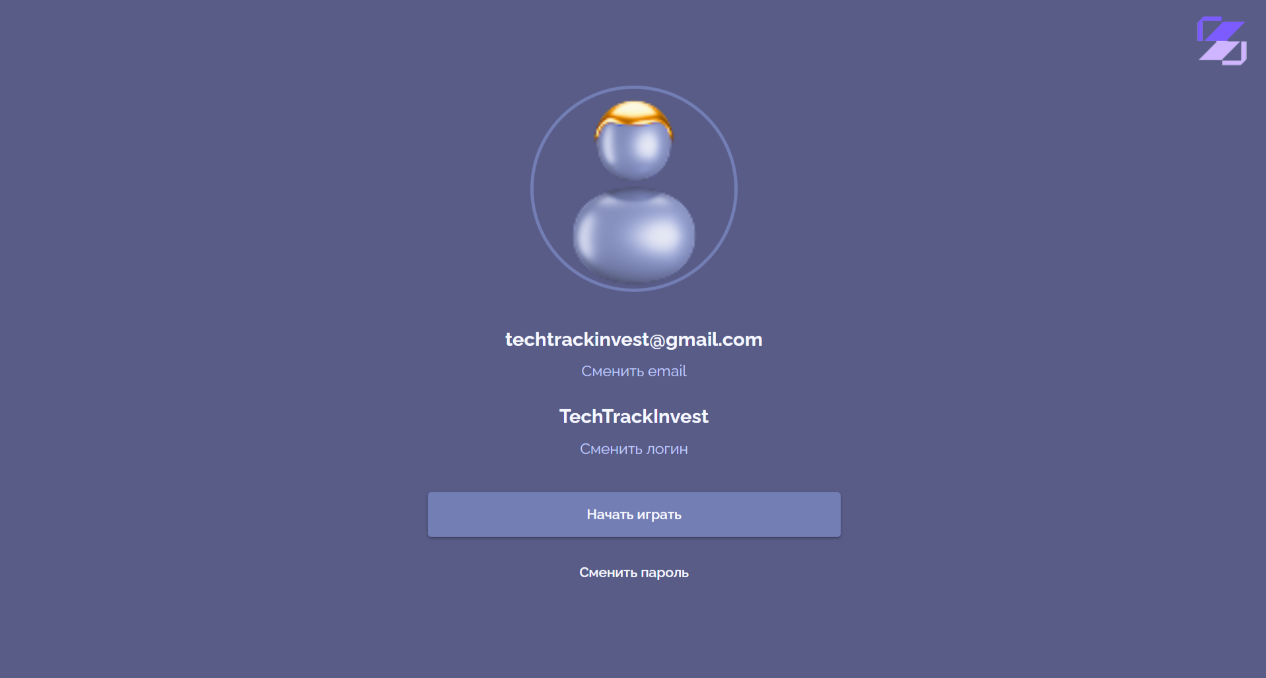 techtrackinvest@gmail.com
Сменить email
TechTrackInvest
Сменить логин
Начать играть
Сменить пароль